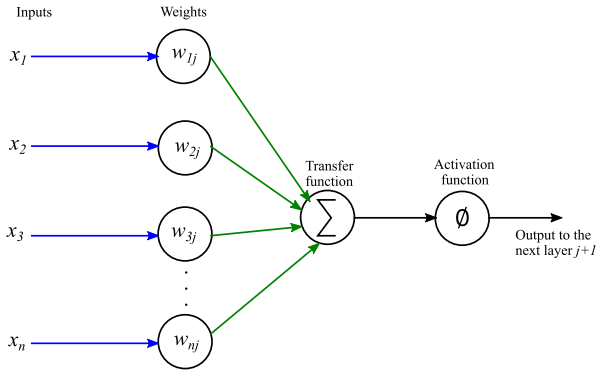 Inputs
Weights
x1
w1j
x2
w2j
Transfer
function
Activation
function
x3
w3j
∑
∅
Output to the
next layer j+1
xn
wnj